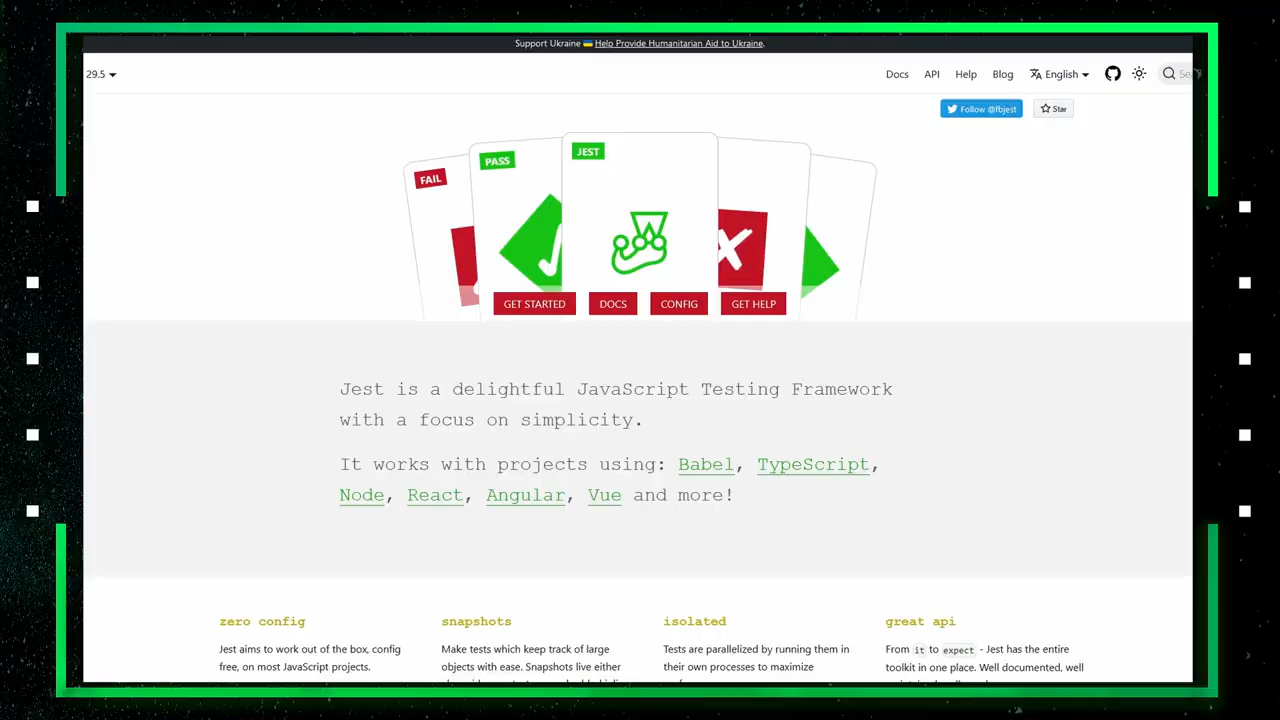 Support Ukraine 🇺🇦 Help Provide Humanitarian Aid to Ukraine.
29.5
Docs
API
Help
Blog
English
Follow @fbjest
Star
FAIL
PASS
JEST
GET STARTED
DOCS
CONFIG
GET HELP
Jest is a delightful JavaScript Testing Framework
with a focus on simplicity.
It works with projects using: Babel, TypeScript,
Node, React, Angular, Vue and more!
zero config
Jest aims to work out of the box, config
free, on most JavaScript projects.
snapshots
Make tests which keep track of large
objects with ease. Snapshots live either
isolated
Tests are parallelized by running them in
their own processes to maximize
great api
From it to expect - Jest has the entire
toolkit in one place. Well documented, well